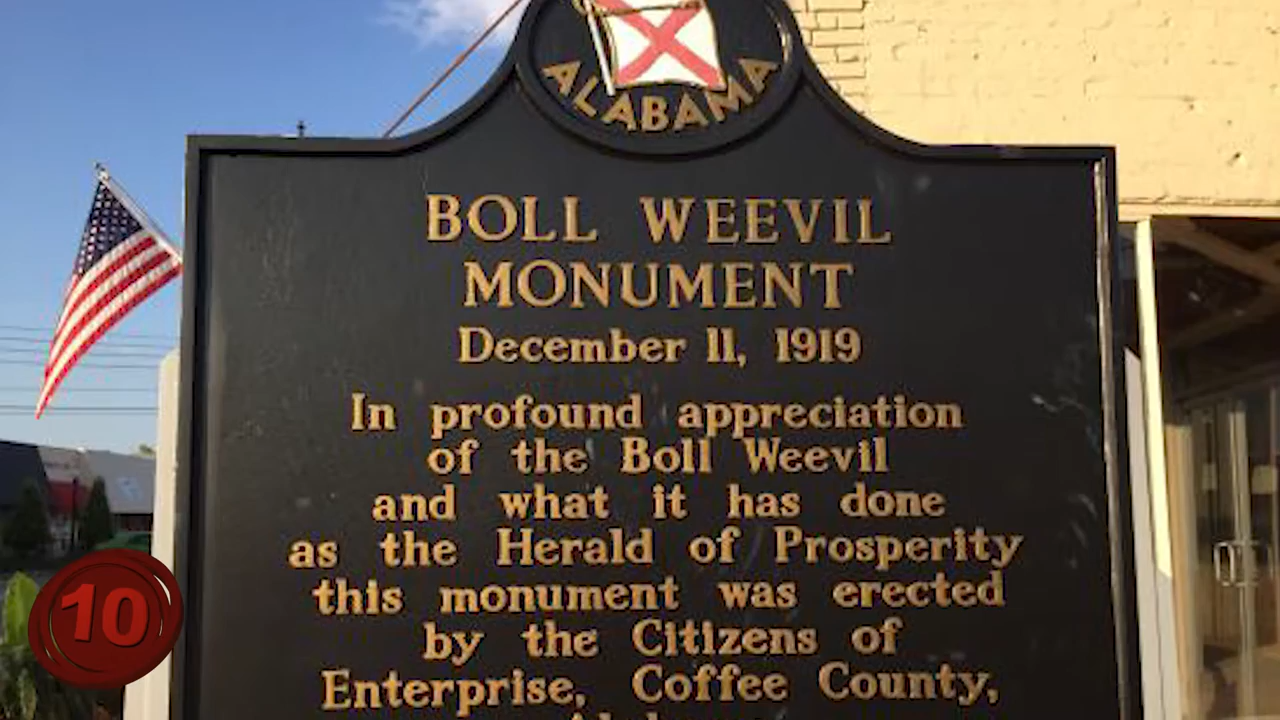 ALABAMA
BOLL WEEVIL
MONUMENT
December 11, 1919
In profound appreciation
of the Boll Weevil
and what it has done
as the Herald of Prosperity
this monument was erected
by the Citizens of
Enterprise, Coffee County,
10